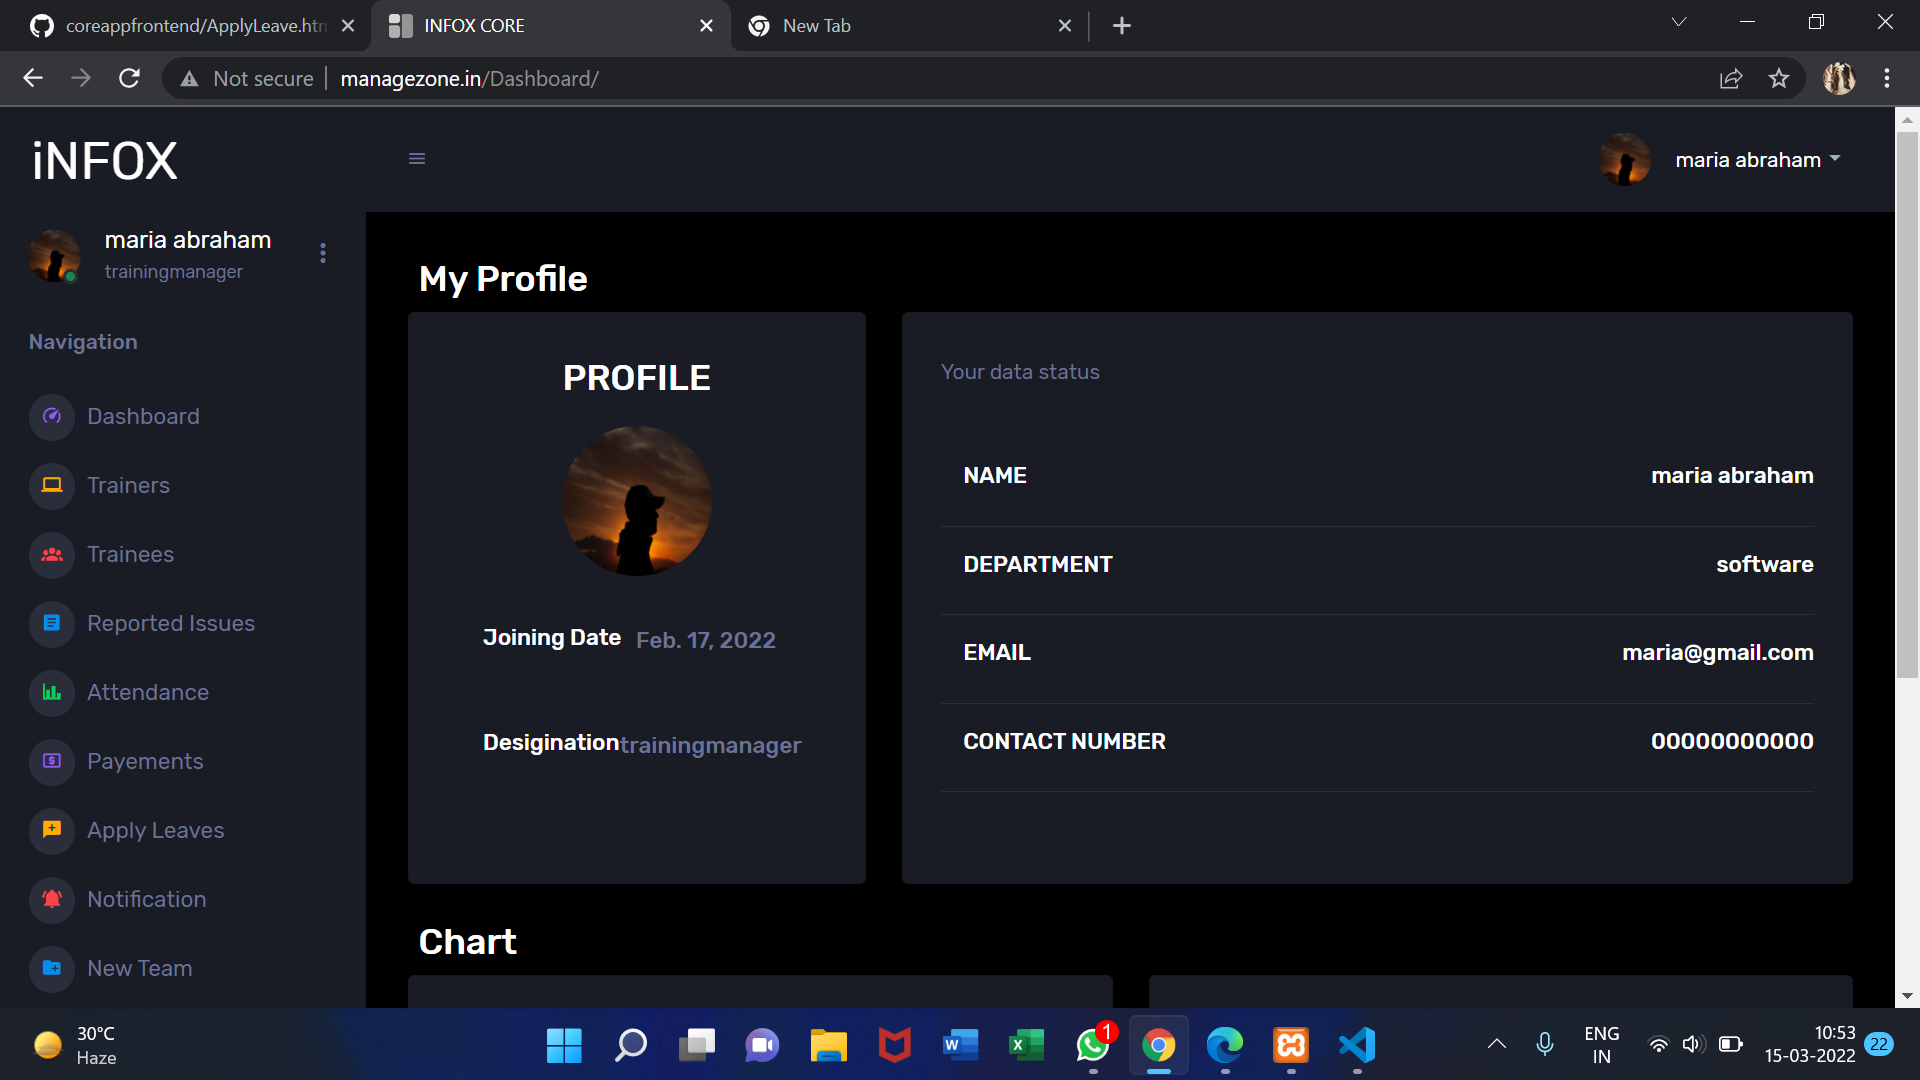 coreappfrontend/ApplyLeave.htm
INFOX CORE
New Tab
Not secure
managezone.in/Dashboard/
iNFOX
maria abraham
maria abraham
trainingmanager
Navigation
Dashboard
Trainers
Trainees
Reported Issues
Attendance
Payements
Apply Leaves
Notification
New Team
My Profile
PROFILE
Joining Date Feb. 17, 2022
Desigination trainingmanager
Your data status
NAME maria abraham
DEPARTMENT software
EMAIL maria@gmail.com
CONTACT NUMBER 00000000000
Chart
30°C
Haze
W
X
1
ENG
IN
10:53
15-03-2022
22